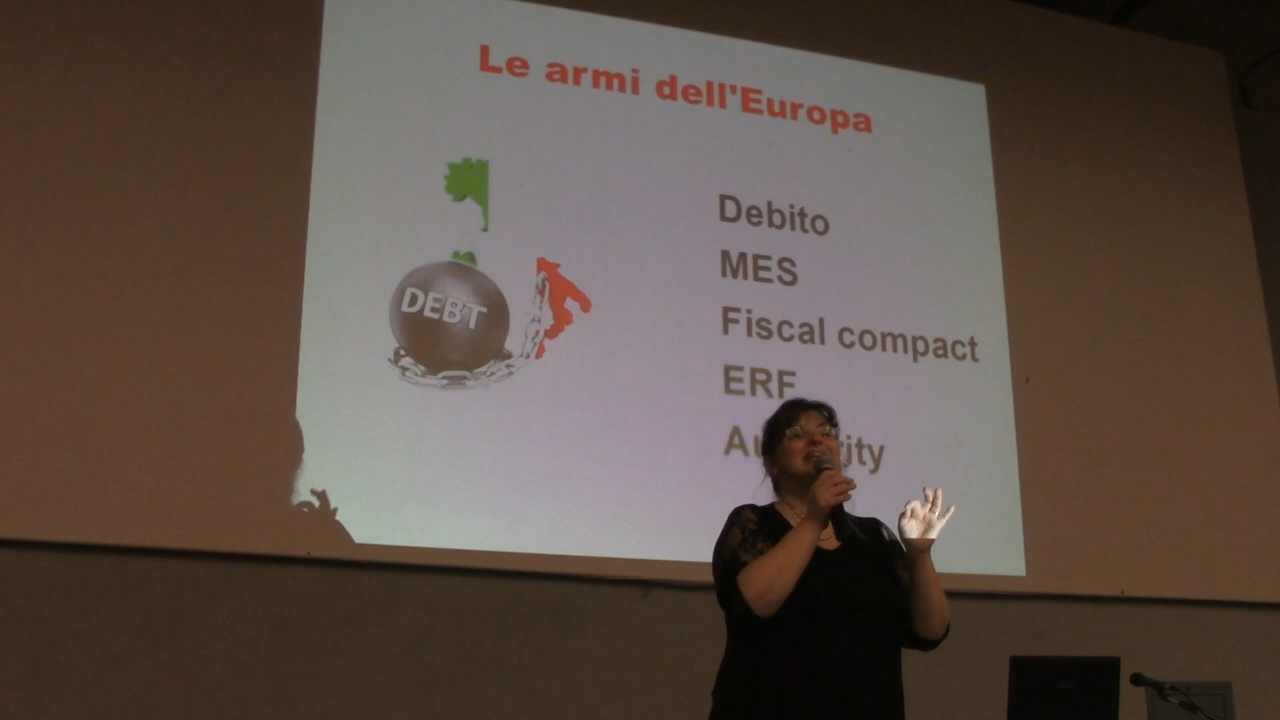 Le armi dell'Europa
DEBT
Debito
MES
Fiscal compact
ERF